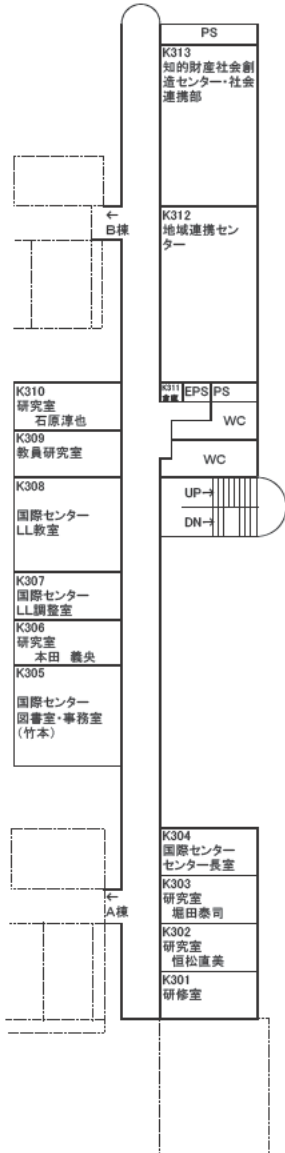 PS
K313
知的財産社会創
造センター・社会
連携部
K312
地域連携セン
ター
←
B棟
K311
倉庫
EPS
PS
WC
WC
K310
研究室
石原淳也
K309
教員研究室
K308
国際センター
LL教室
UP→
DN→
K307
国際センター
LL調整室
K306
研究室
本田 義央
K305
国際センター
図書室・事務室
(竹本)
K304
国際センター
センター長室
←
A棟
K303
研究室
堀田泰司
K302
研究室
恒松直美
K301
研修室